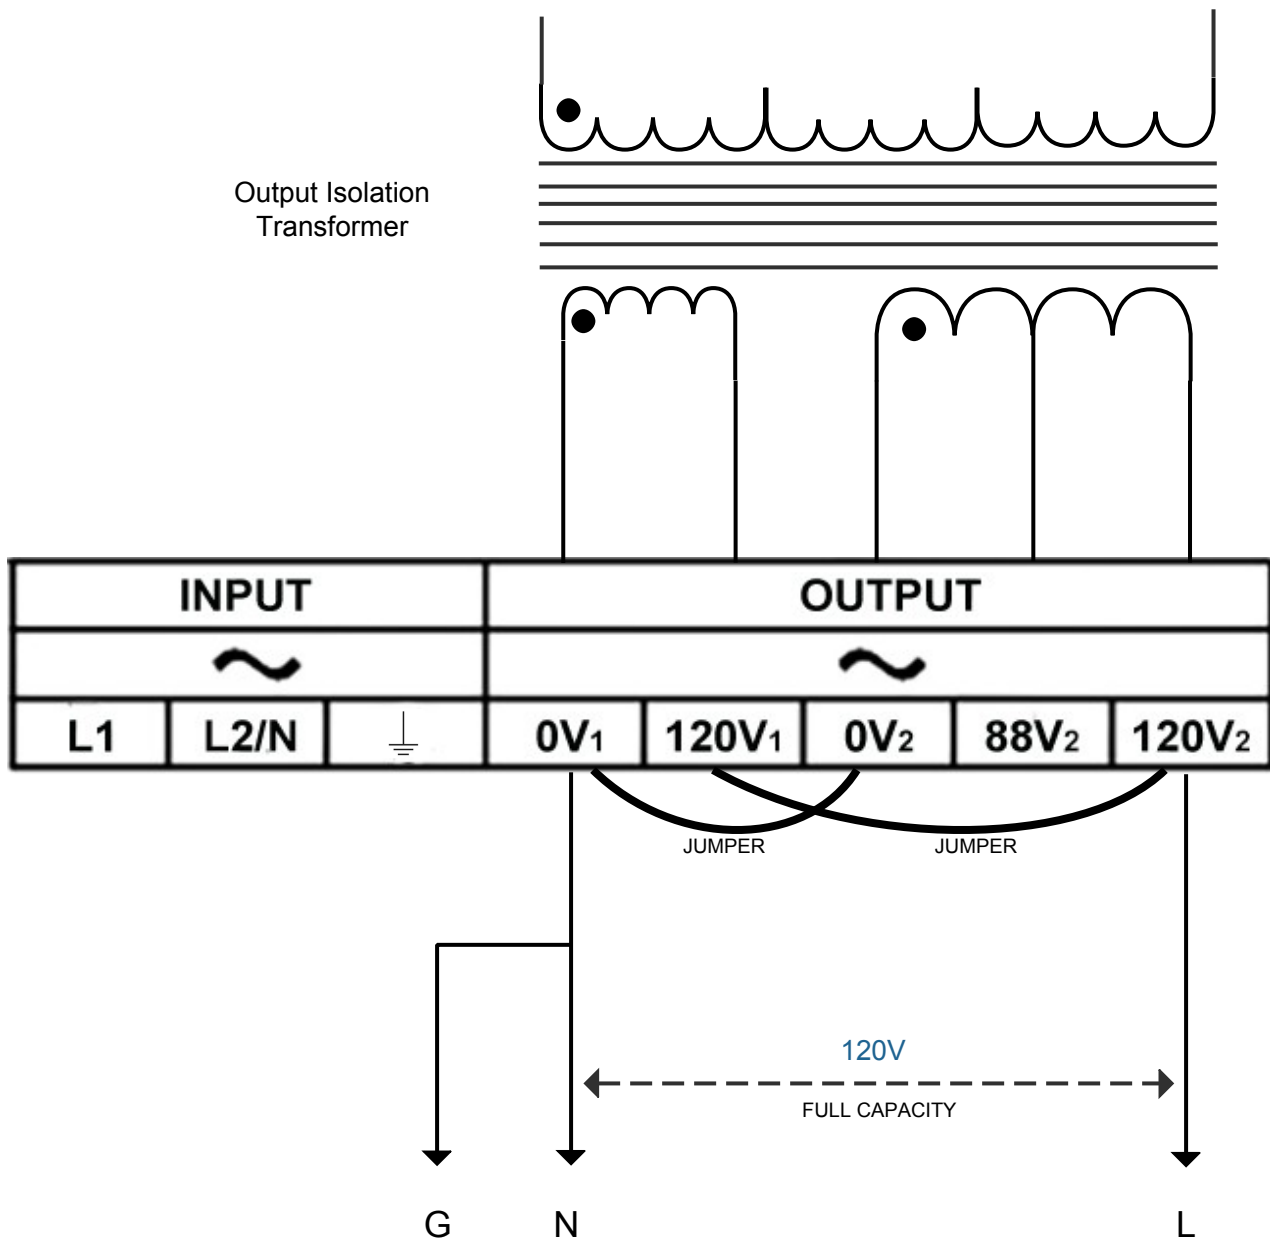 Output Isolation
Transformer
INPUT OUTPUT
L1 L2/N 0V1 120V1 0V2 88V2 120V2
JUMPER JUMPER
120V
FULL CAPACITY
G N L